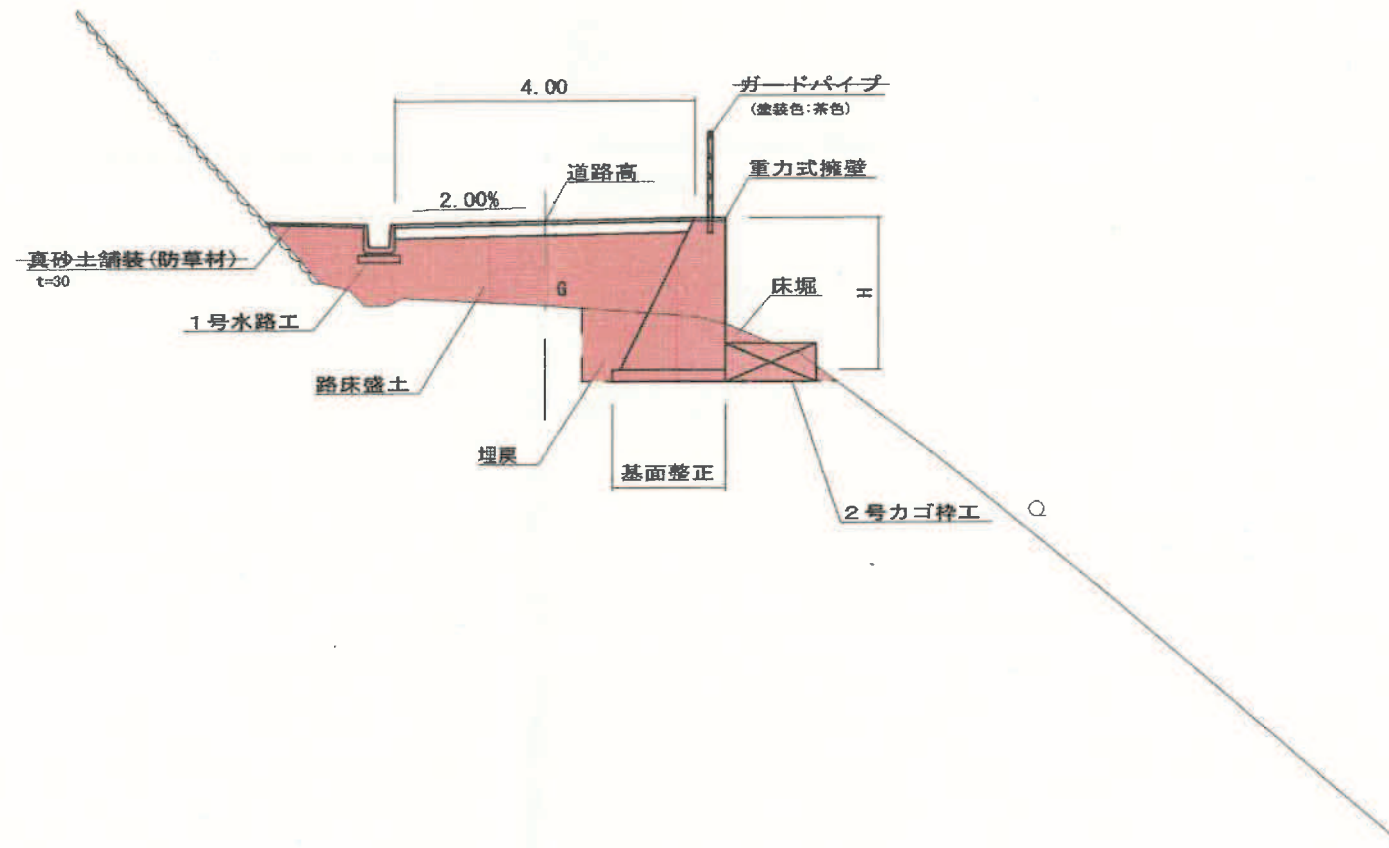 4.00
ガードパイプ
(塗装色:茶色)
道路高
重力式擁壁
2.00%
真砂土舗装(防草材)
t=30
床堀
H
G
1号水路工
路床盛土
埋戻
基面整正
2号カゴ枠工